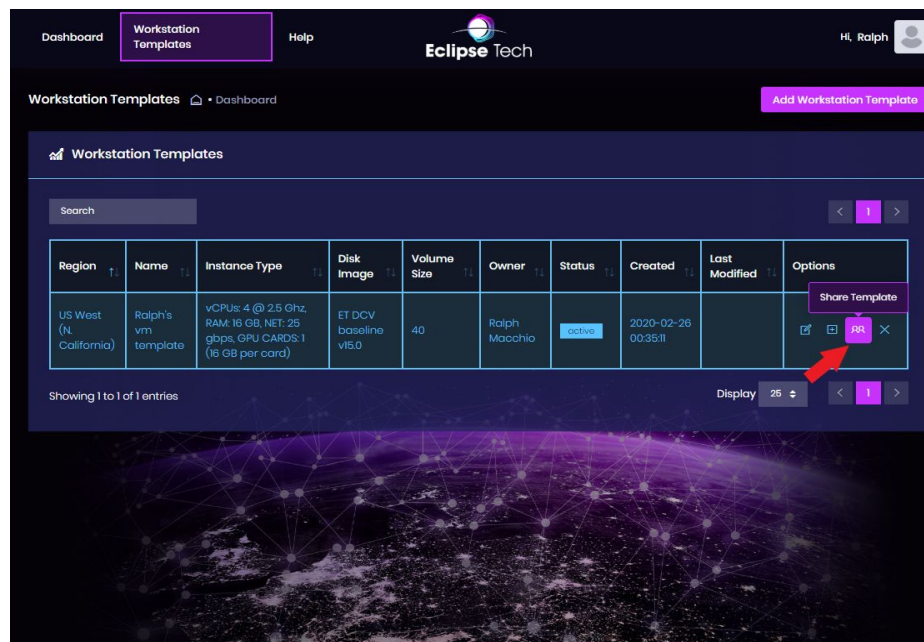 Dashboard
Workstation
Templates
Help
Eclipse Tech
Hi, Ralph
Workstation Templates • Dashboard
Add Workstation Template
Workstation Templates
Search
< 1 >
Region
Name
Instance Type
Disk
Image
Volume
Size
Owner
Status
Created
Last
Modified
Options
Share Template
US West
(N.
California)
Ralph's
vm
template
vCPUs: 4 @ 2.5 Ghz,
RAM: 16 GB, NET: 25
gbps, GPU CARDS: 1
(16 GB per card)
ET DCV
baseline
v15.0
40
Ralph
Macchio
active
2020-02-26
00:35:11
Showing 1 to 1 of 1 entries
Display 25
< 1 >